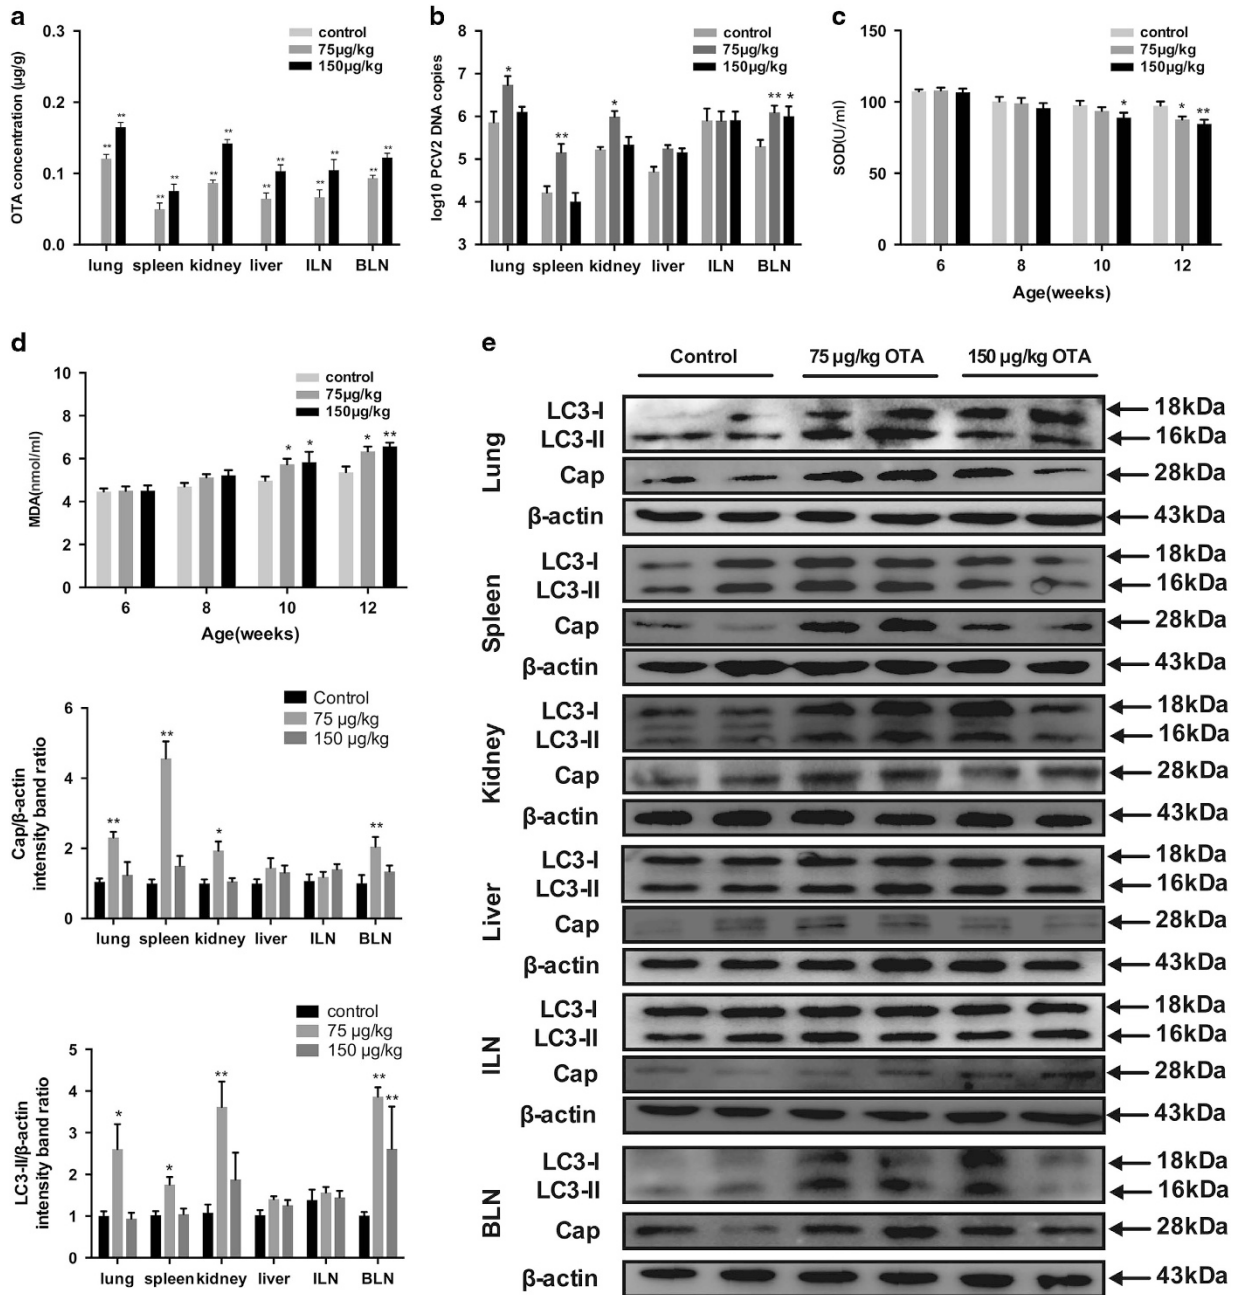 a
OTA concentration (μg/g)
0.3
0.2
0.1
0.0
control
75μg/kg
150μg/kg
** ** ** ** ** ** ** ** ** ** ** **
lung spleen kidney liver ILN BLN
b
log10 PCV2 DNA copies
8
7
6
5
4
3
control
75μg/kg
150μg/kg
* ** * ** *
lung spleen kidney liver ILN BLN
c
SOD(U/ml)
150
100
50
0
control
75μg/kg
150μg/kg
* * **
6 8 10 12
Age(weeks)
d
MDA(nmol/ml)
10
8
6
4
2
0
control
75μg/kg
150μg/kg
* * * **
6 8 10 12
Age(weeks)
Cap/β-actin
intensity band ratio
6
4
2
0
Control
75 μg/kg
150 μg/kg
** ** * **
lung spleen kidney liver ILN BLN
LC3-II/β-actin
intensity band ratio
5
4
3
2
1
0
control
75 μg/kg
150 μg/kg
* * ** ** **
lung spleen kidney liver ILN BLN
e
Control 75 μg/kg OTA 150 μg/kg OTA
Lung
LC3-I 18kDa
LC3-II 16kDa
Cap 28kDa
β-actin 43kDa
Spleen
LC3-I 18kDa
LC3-II 16kDa
Cap 28kDa
β-actin 43kDa
Kidney
LC3-I 18kDa
LC3-II 16kDa
Cap 28kDa
β-actin 43kDa
Liver
LC3-I 18kDa
LC3-II 16kDa
Cap 28kDa
β-actin 43kDa
ILN
LC3-I 18kDa
LC3-II 16kDa
Cap 28kDa
β-actin 43kDa
BLN
LC3-I 18kDa
LC3-II 16kDa
Cap 28kDa
β-actin 43kDa